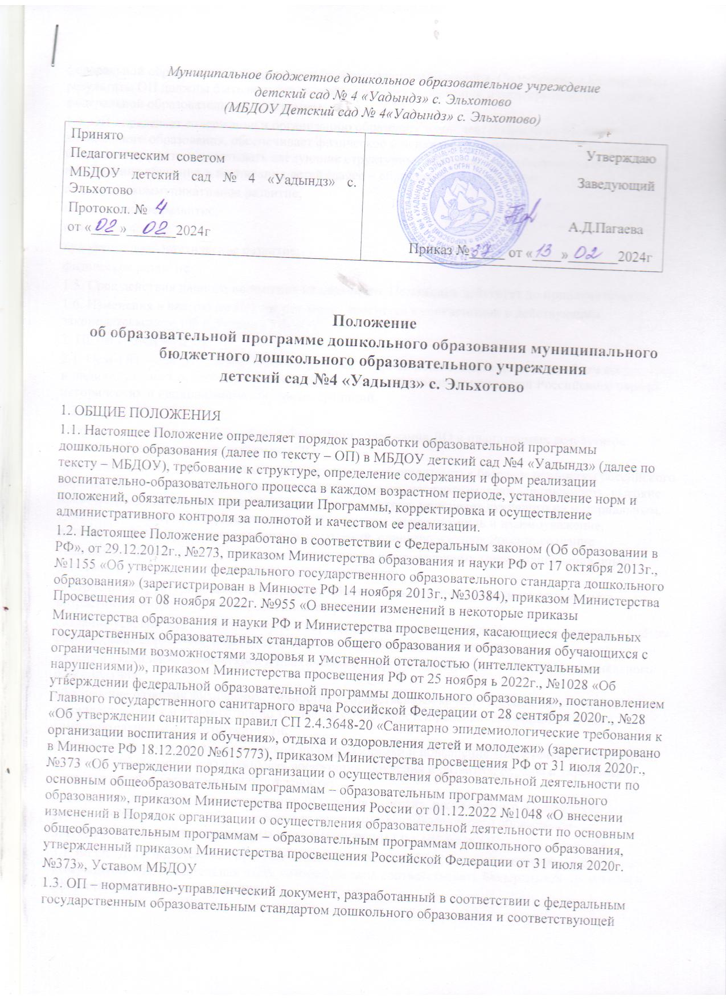 Муниципальное бюджетное дошкольное образовательное учреждение
детский сад № 4 «Уадындз» с. Эльхотово
(МБДОУ Детский сад № 4«Уадындз» с. Эльхотово)
Принято
Педагогическим советом
МБДОУ детский сад № 4 «Уадындз» с.
Эльхотово
Протокол. № 4
от «02» 02 2024г
Утверждаю
Заведующий
А.Д.Пагаева
Приказ № 37 от «13» 02 2024г
Положение
об образовательной программе дошкольного образования муниципального
бюджетного дошкольного образовательного учреждения
детский сад №4 «Уадындз» с. Эльхотово
1. ОБЩИЕ ПОЛОЖЕНИЯ
1.1. Настоящее Положение определяет порядок разработки образовательной программы
дошкольного образования (далее по тексту – ОП) в МБДОУ детский сад №4 «Уадындз» (далее по
тексту – МБДОУ), требование к структуре, определение содержания и форм реализации
воспитательно-образовательного процесса в каждом возрастном периоде, установление норм и
положений, обязательных при реализации Программы, корректировка и осуществление
административного контроля за полнотой и качеством ее реализации.
1.2. Настоящее Положение разработано в соответствии с Федеральным законом (Об образовании в
РФ», от 29.12.2012г., №273, приказом Министерства образования и науки РФ от 17 октября 2013г.,
№1155 «Об утверждении федерального государственного образовательного стандарта дошкольного
образования» (зарегистрирован в Минюсте РФ 14 ноября 2013г., №30384), приказом Министерства
Просвещения от 08 ноября 2022г. №955 «О внесении изменений в некоторые приказы
Министерства образования и науки РФ и Министерства просвещения, касающиеся федеральных
государственных образовательных стандартов общего образования и образования обучающихся с
ограниченными возможностями здоровья и умственной отсталостью (интеллектуальными
нарушениями)», приказом Министерства просвещения РФ от 25 ноября ь 2022г., №1028 «Об
утверждении федеральной образовательной программы дошкольного образования», постановлением
Главного государственного санитарного врача Российской Федерации от 28 сентября 2020г., №28
«Об утверждении санитарных правил СП 2.4.3648-20 «Санитарно эпидемиологические требования к
организации воспитания и обучения», отдыха и оздоровления детей и молодежи» (зарегистрировано
в Минюсте РФ 18.12.2020 №615773), приказом Министерства просвещения РФ от 31 июля 2020г.,
№373 «Об утверждении порядка организации о осуществления образовательной деятельности по
основным общеобразовательным программам – образовательным программам дошкольного
образования», приказом Министерства просвещения России от 01.12.2022 №1048 «О внесении
изменений в Порядок организации о осуществления образовательной деятельности по основным
общеобразовательным программам – образовательным программам дошкольного образования,
утвержденный приказом Министерства просвещения Российской Федерации от 31 июля 2020г.
№373», Уставом МБДОУ
1.3. ОП – нормативно-управленческий документ, разработанный в соответствии с федеральным
государственным образовательным стандартом дошкольного образования и соответствующей